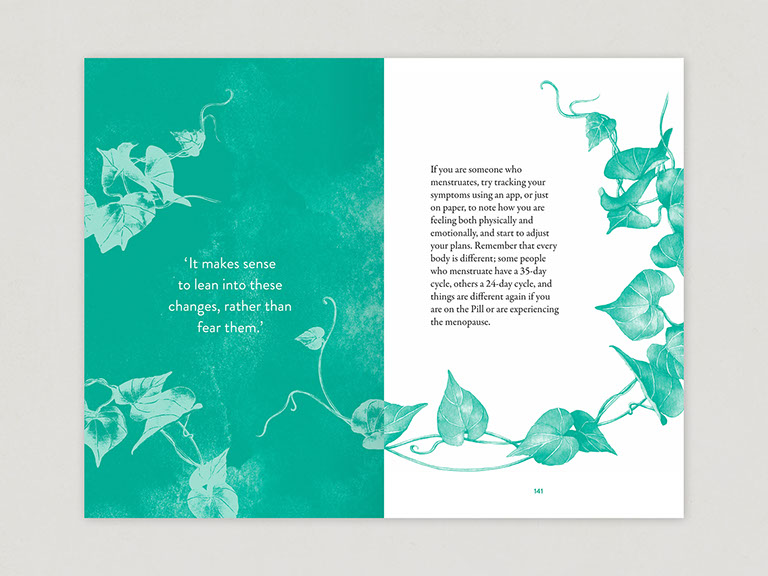 ‘It makes sense
to lean into these
changes, rather than
fear them.’
If you are someone who
menstruates, try tracking your
symptoms using an app, or just
on paper, to note how you are
feeling both physically and
emotionally, and start to adjust
your plans. Remember that every
body is different; some people
who menstruate have a 35-day
cycle, others a 24-day cycle, and
things are different again if you
are on the Pill or are experiencing
the menopause.
141